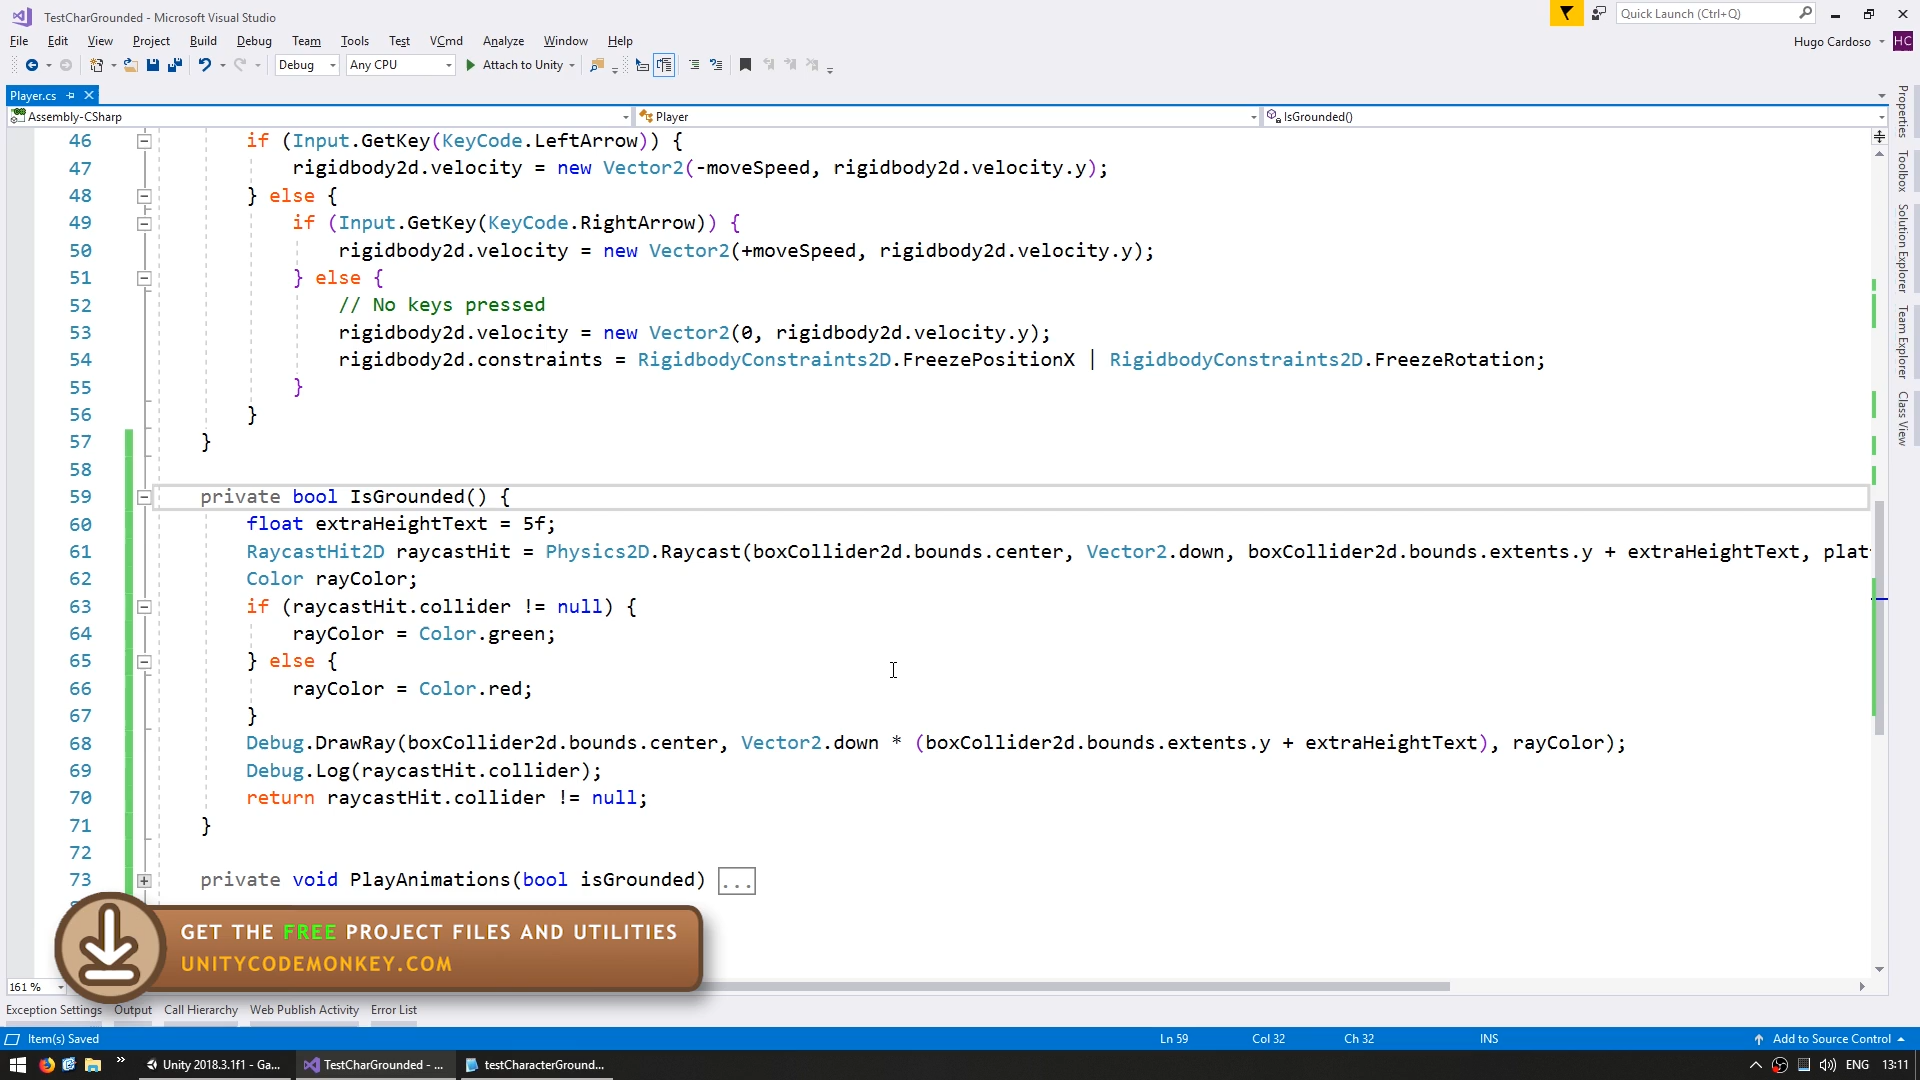 TestCharGrounded - Microsoft Visual Studio
Quick Launch (Ctrl+Q)
File Edit View Project Build Debug Team Tools Test VCmd Analyze Window Help
Hugo Cardoso HC
Debug Any CPU Attach to Unity
Player.cs
Assembly-CSharp Player IsGrounded()
46 if (Input.GetKey(KeyCode.LeftArrow)) {
47 rigidbody2d.velocity = new Vector2(-moveSpeed, rigidbody2d.velocity.y);
48 } else {
49 if (Input.GetKey(KeyCode.RightArrow)) {
50 rigidbody2d.velocity = new Vector2(+moveSpeed, rigidbody2d.velocity.y);
51 } else {
52 // No keys pressed
53 rigidbody2d.velocity = new Vector2(0, rigidbody2d.velocity.y);
54 rigidbody2d.constraints = RigidbodyConstraints2D.FreezePositionX | RigidbodyConstraints2D.FreezeRotation;
55 }
56 }
57 }
58
59 private bool IsGrounded() {
60 float extraHeightText = 5f;
61 RaycastHit2D raycastHit = Physics2D.Raycast(boxCollider2d.bounds.center, Vector2.down, boxCollider2d.bounds.extents.y + extraHeightText, plat
62 Color rayColor;
63 if (raycastHit.collider != null) {
64 rayColor = Color.green;
65 } else {
66 rayColor = Color.red;
67 }
68 Debug.DrawRay(boxCollider2d.bounds.center, Vector2.down * (boxCollider2d.bounds.extents.y + extraHeightText), rayColor);
69 Debug.Log(raycastHit.collider);
70 return raycastHit.collider != null;
71 }
72
73 private void PlayAnimations(bool isGrounded) ...
GET THE FREE PROJECT FILES AND UTILITIES
UNITYCODEMONKEY.COM
161 %
Properties
Toolbox
Solution Explorer
Team Explorer
Class View
Exception Settings Output Call Hierarchy Web Publish Activity Error List
Item(s) Saved Ln 59 Col 32 Ch 32 INS Add to Source Control
Unity 2018.3.1f1 - Ga... TestCharGrounded - ... testCharacterGround... ENG 13:11